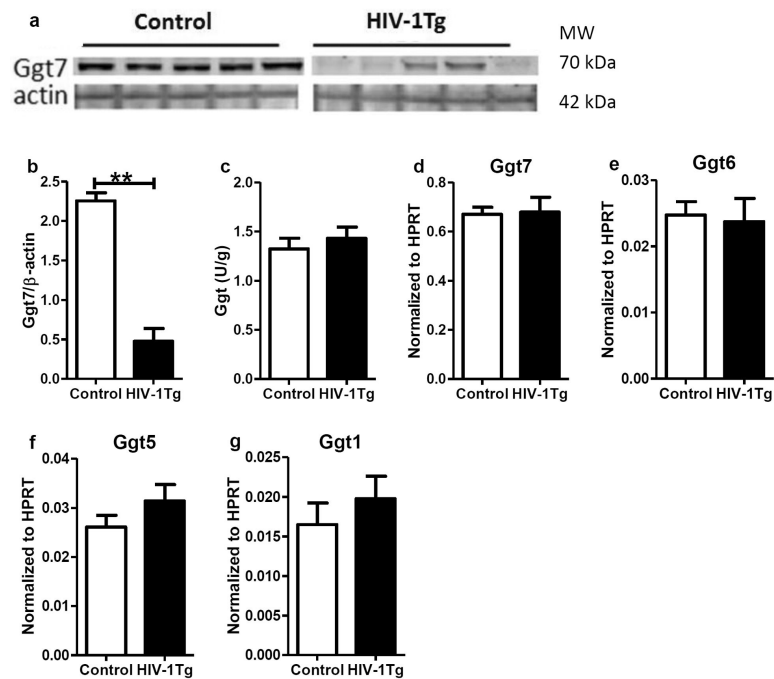 a
Control
HIV-1Tg
MW
Ggt7
70 kDa
actin
42 kDa
b
**
Ggt7/β-actin
2.5
2.0
1.5
1.0
0.5
0.0
Control HIV-1Tg
c
Ggt (U/g)
2.0
1.5
1.0
0.5
0.0
Control HIV-1Tg
d
Ggt7
Normalized to HPRT
0.8
0.6
0.4
0.2
0.0
Control HIV-1Tg
e
Ggt6
Normalized to HPRT
0.03
0.02
0.01
0.00
Control HIV-1Tg
f
Ggt5
Normalized to HPRT
0.04
0.03
0.02
0.01
0.00
Control HIV-1Tg
g
Ggt1
Normalized to HPRT
0.025
0.020
0.015
0.010
0.005
0.000
Control HIV-1Tg